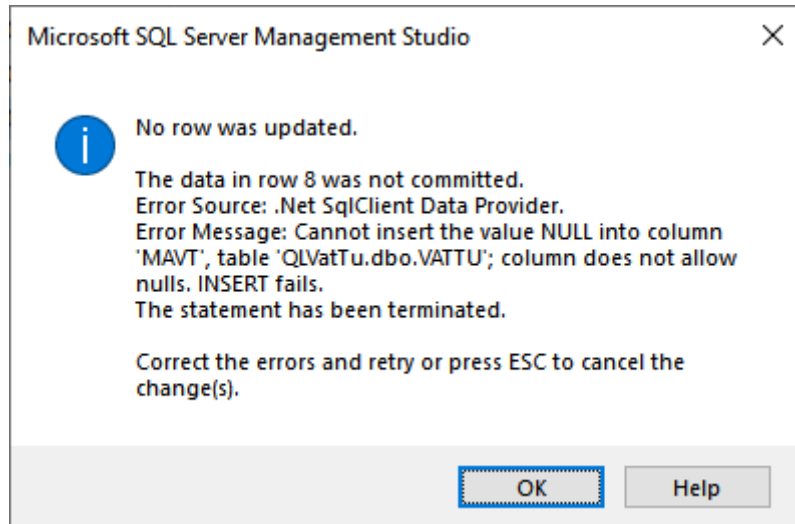 Microsoft SQL Server Management Studio
No row was updated.
The data in row 8 was not committed.
Error Source: .Net SqlClient Data Provider.
Error Message: Cannot insert the value NULL into column
'MAVT', table 'QLVatTu.dbo.VATTU'; column does not allow
nulls. INSERT fails.
The statement has been terminated.
Correct the errors and retry or press ESC to cancel the
change(s).
OK
Help